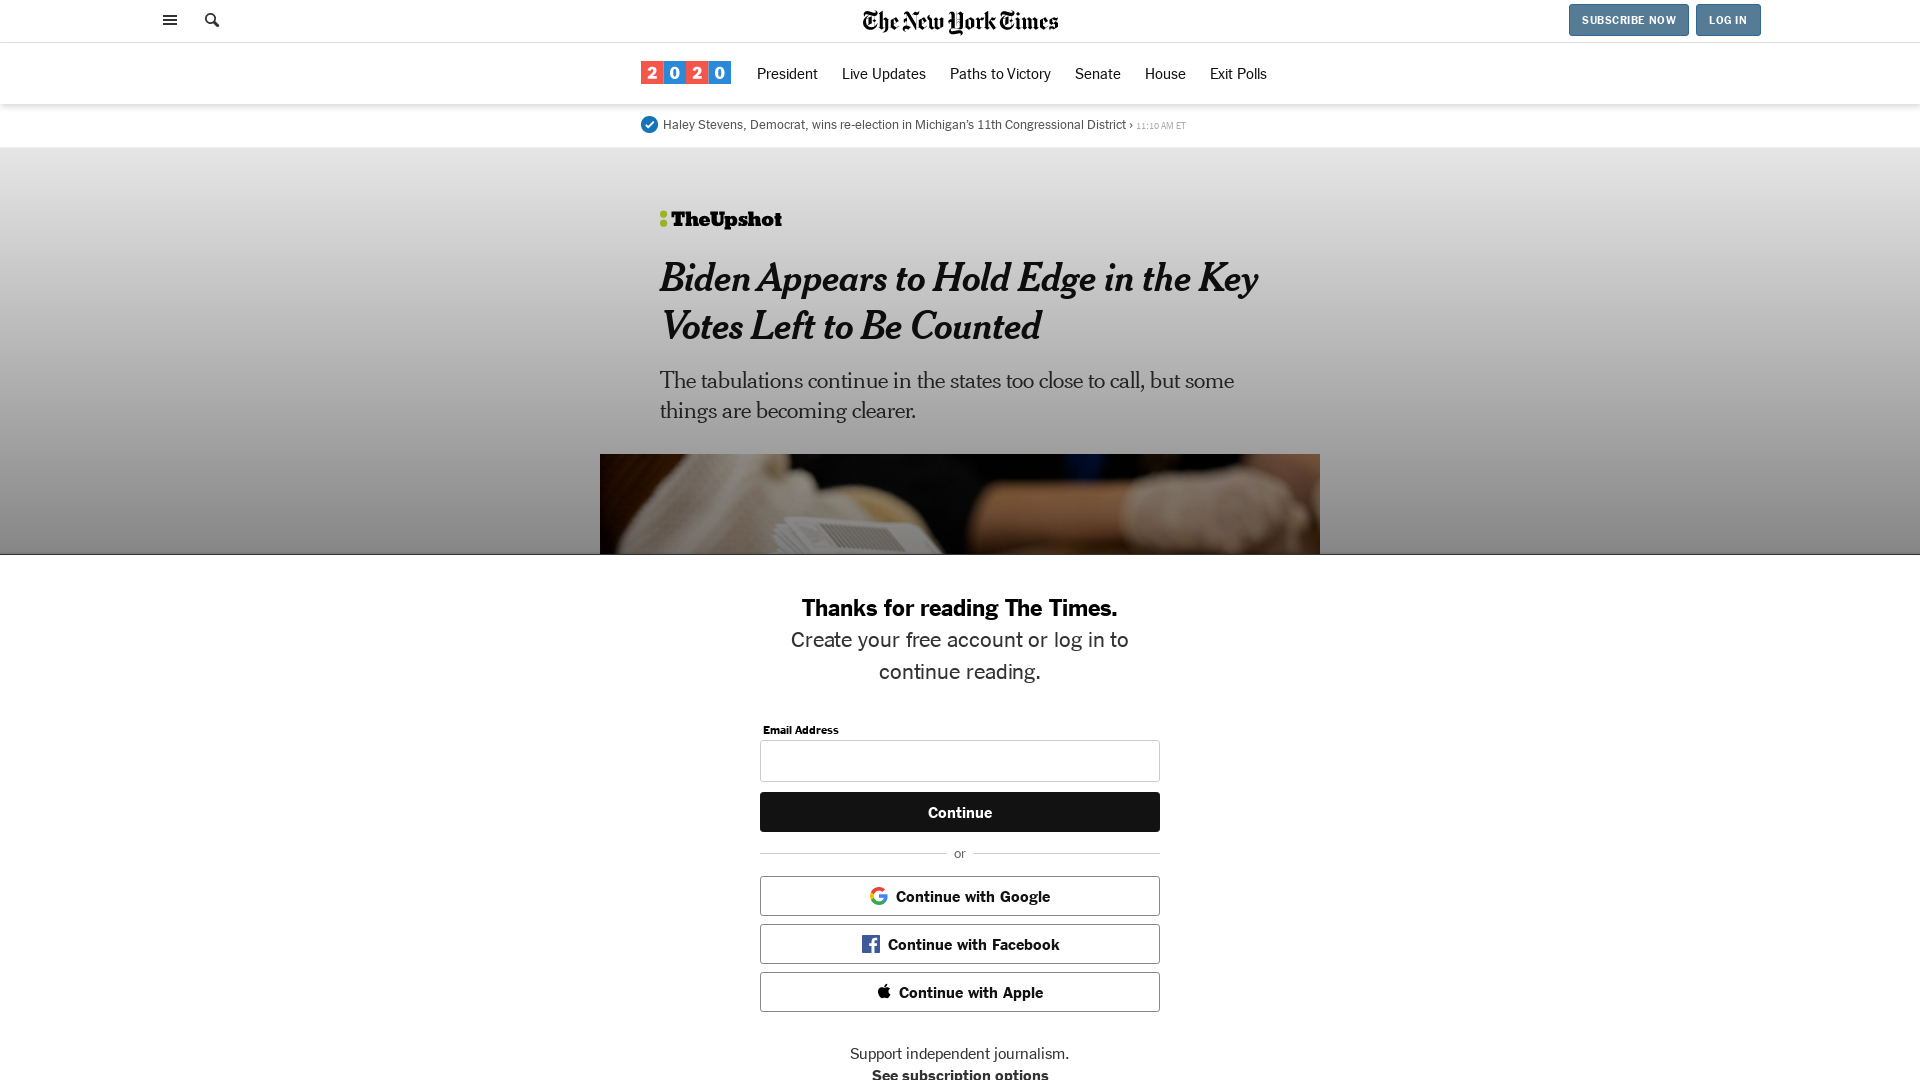 The New York Times
SUBSCRIBE NOW
LOG IN
2020
President
Live Updates
Paths to Victory
Senate
House
Exit Polls
Haley Stevens, Democrat, wins re-election in Michigan's 11th Congressional District › 11:10 AM ET
TheUpshot
Biden Appears to Hold Edge in the Key
Votes Left to Be Counted
The tabulations continue in the states too close to call, but some
things are becoming clearer.
Thanks for reading The Times.
Create your free account or log in to
continue reading.
Email Address
Continue
or
Continue with Google
Continue with Facebook
Continue with Apple
Support independent journalism.
See subscription options